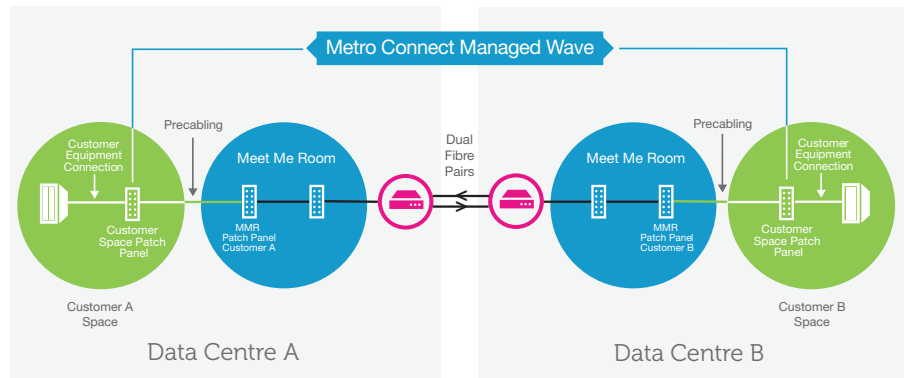 Metro Connect Managed Wave
Precabling
Customer
Equipment
Connection
Meet Me Room
Customer
Space Patch
Panel
MMR
Patch Panel
Customer A
Customer A
Space
Data Centre A
Dual
Fibre
Pairs
Meet Me Room
Precabling
Customer
Equipment
Connection
MMR
Patch Panel
Customer B
Customer
Space Patch
Panel
Customer B
Space
Data Centre B